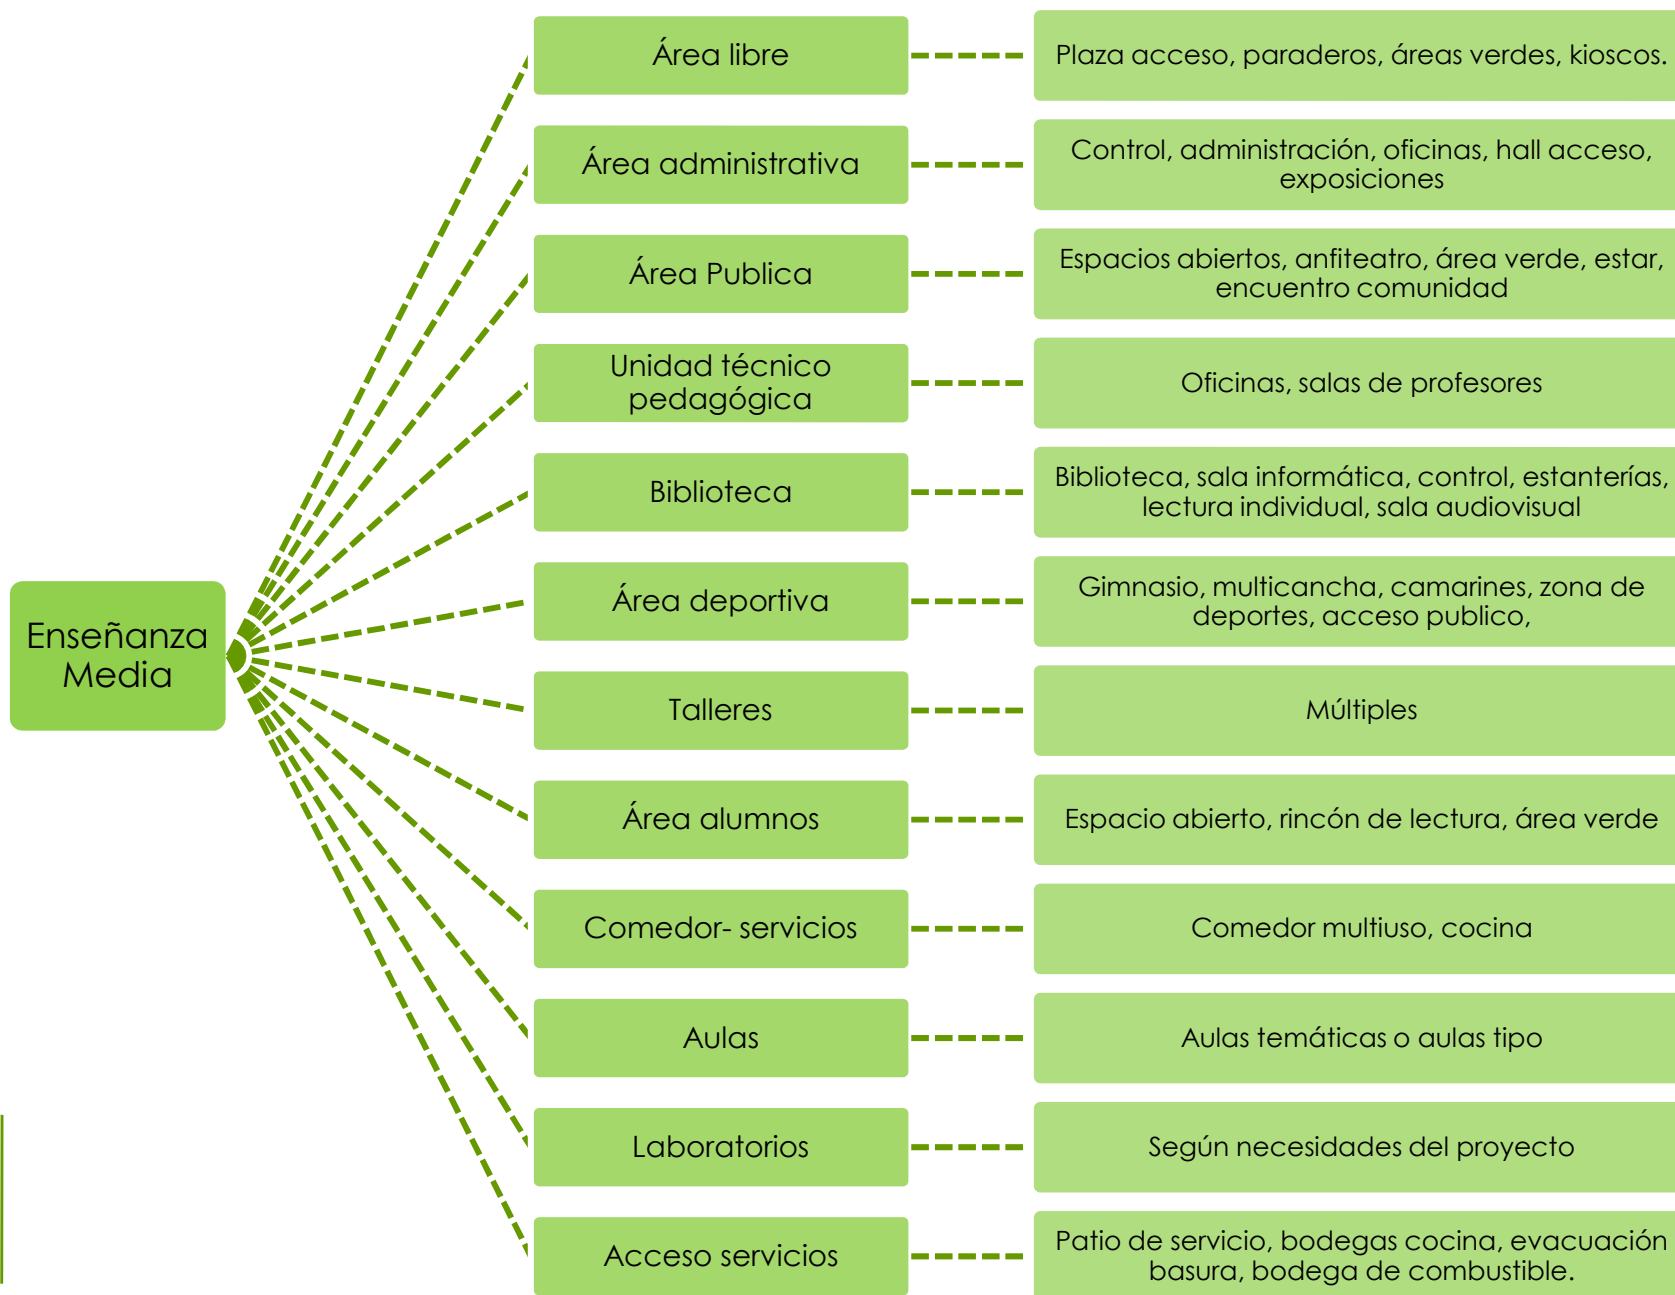 Enseñanza
Media
Área libre
Plaza acceso, paraderos, áreas verdes, kioscos.
Área administrativa
Control, administración, oficinas, hall acceso,
exposiciones
Área Publica
Espacios abiertos, anfiteatro, área verde, estar,
encuentro comunidad
Unidad técnico
pedagógica
Oficinas, salas de profesores
Biblioteca
Biblioteca, sala informática, control, estanterías,
lectura individual, sala audiovisual
Área deportiva
Gimnasio, multicancha, camarines, zona de
deportes, acceso publico,
Talleres
Múltiples
Área alumnos
Espacio abierto, rincón de lectura, área verde
Comedor- servicios
Comedor multiuso, cocina
Aulas
Aulas temáticas o aulas tipo
Laboratorios
Según necesidades del proyecto
Acceso servicios
Patio de servicio, bodegas cocina, evacuación
basura, bodega de combustible.